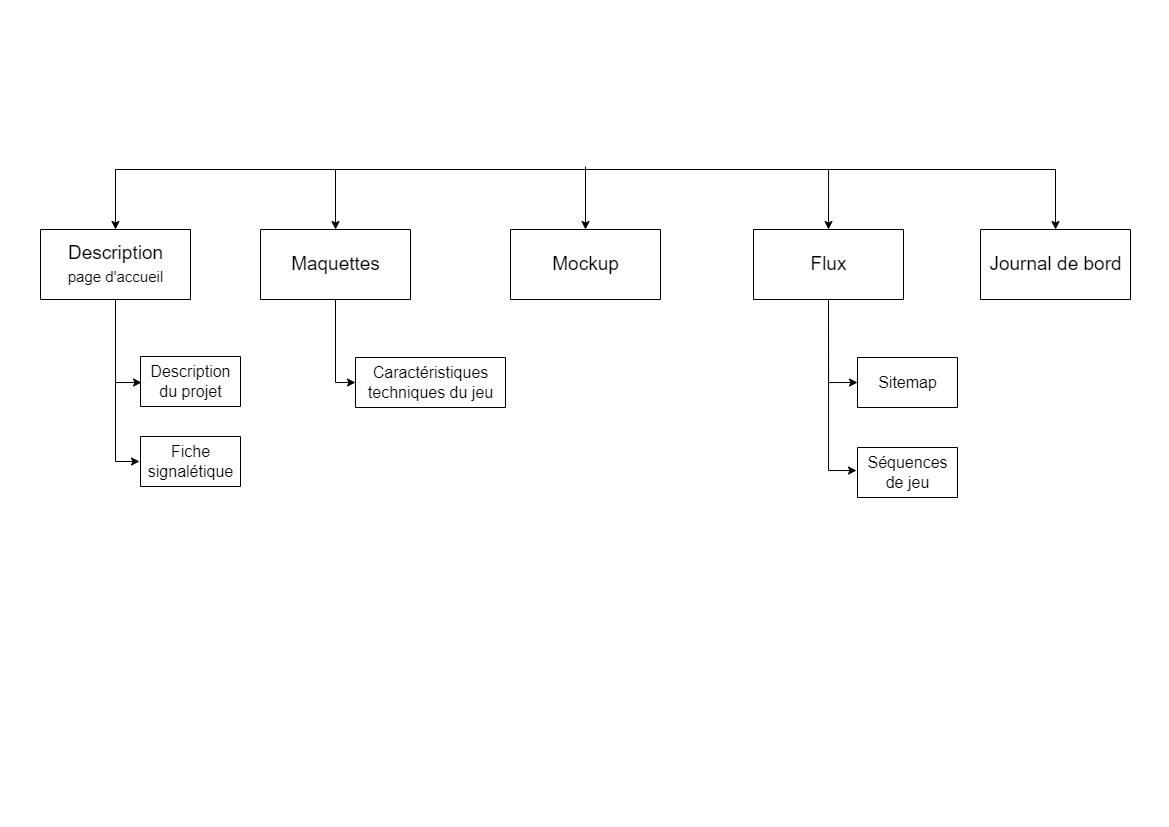 Description
page d'accueil
Maquettes
Mockup
Flux
Journal de bord
Description
du projet
Caractéristiques
techniques du jeu
Sitemap
Fiche
signalétique
Séquences
de jeu